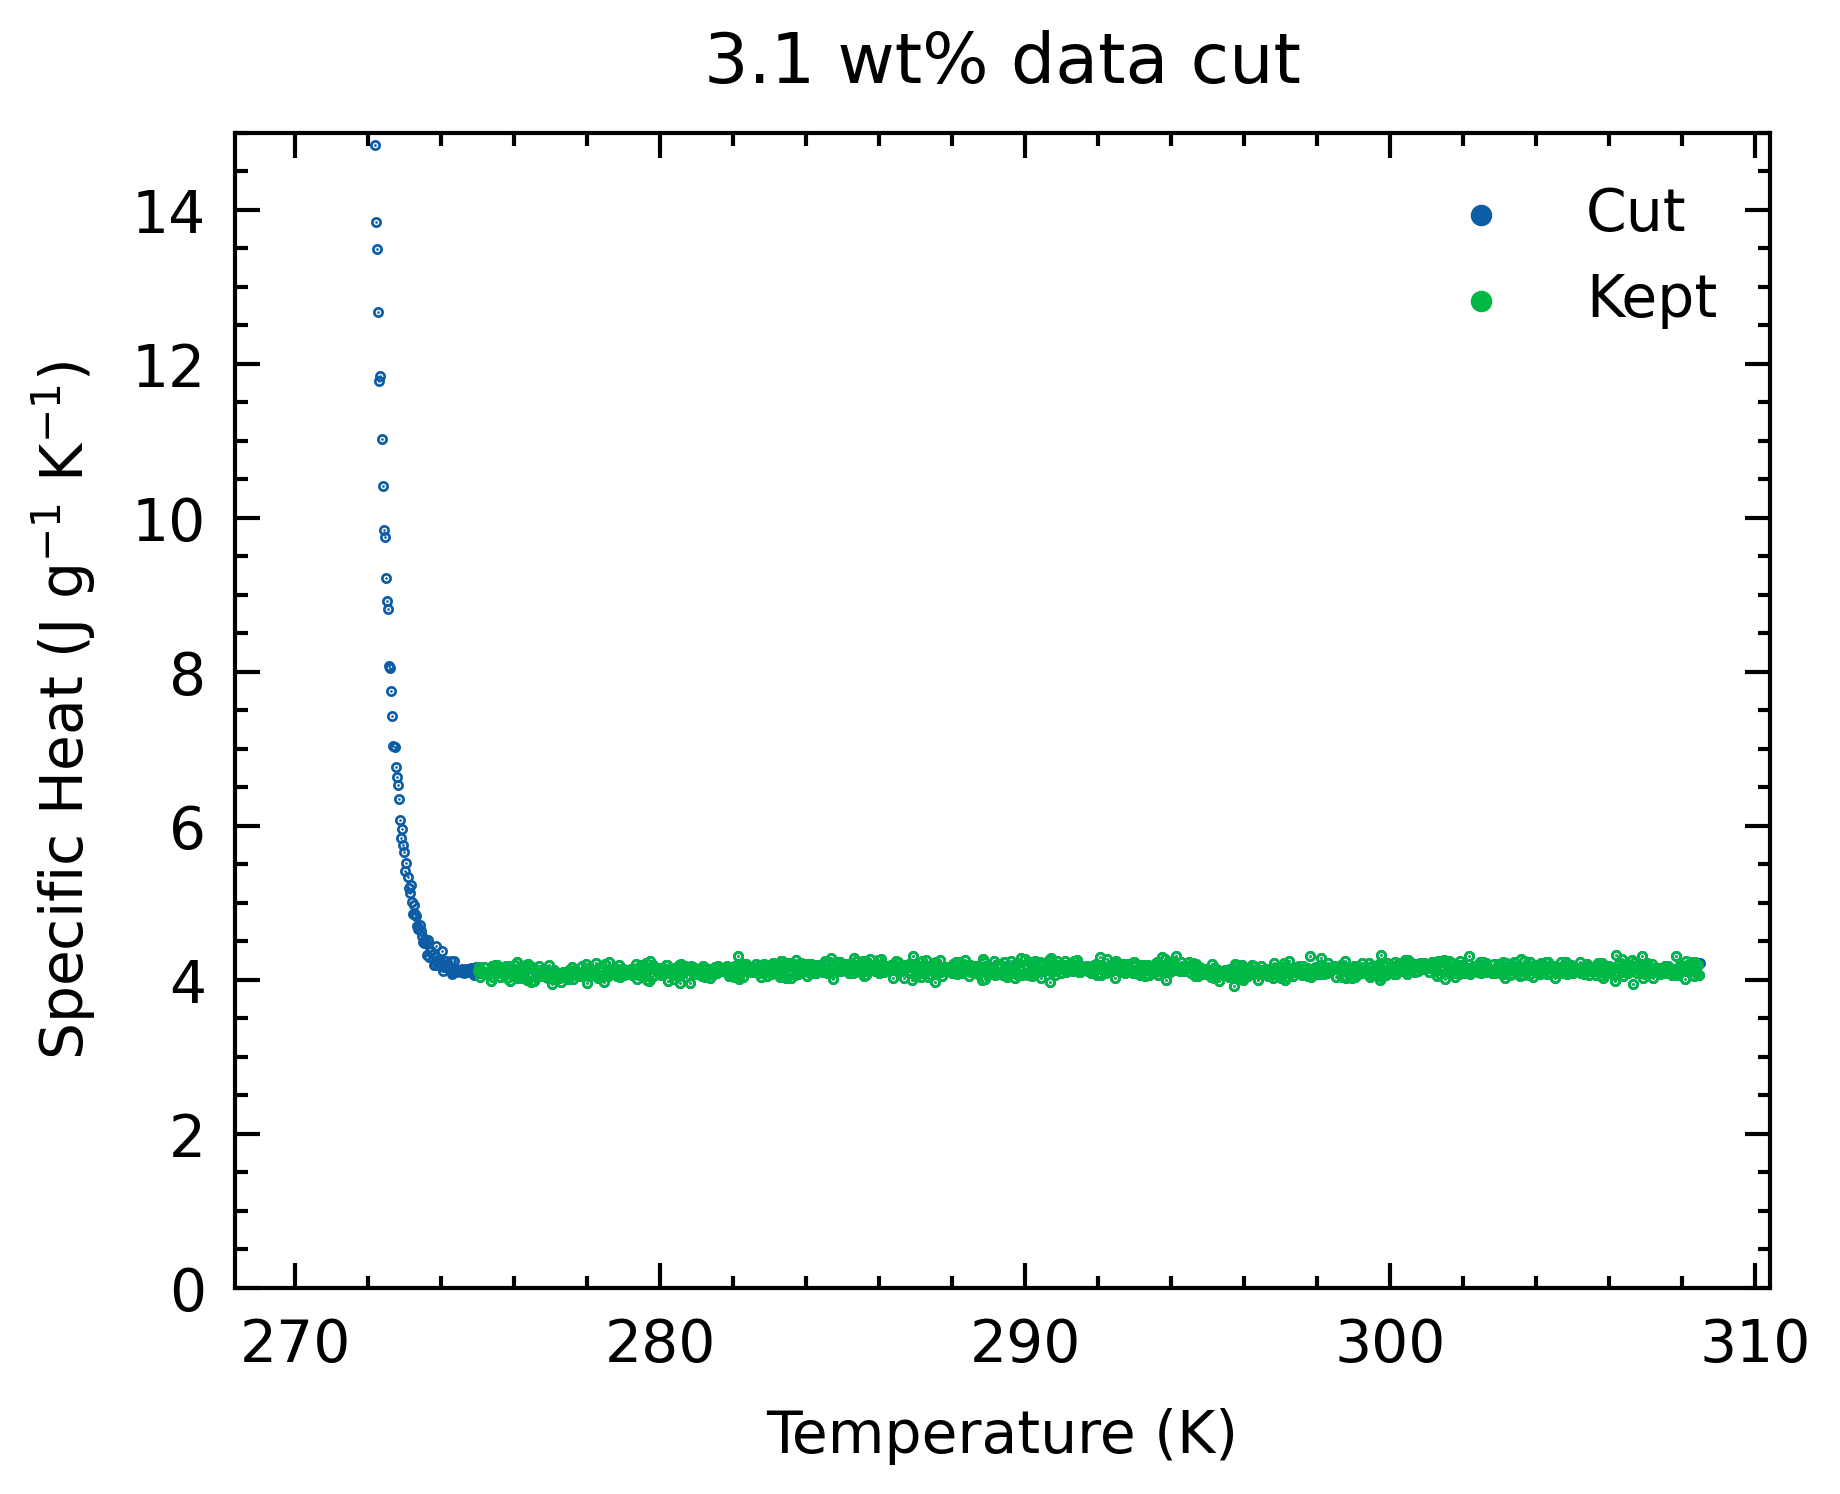 3.1 wt% data cut
Cut
Kept
14
12
10
8
6
4
2
0
Specific Heat (J g⁻¹ K⁻¹)
270 280 290 300 310
Temperature (K)